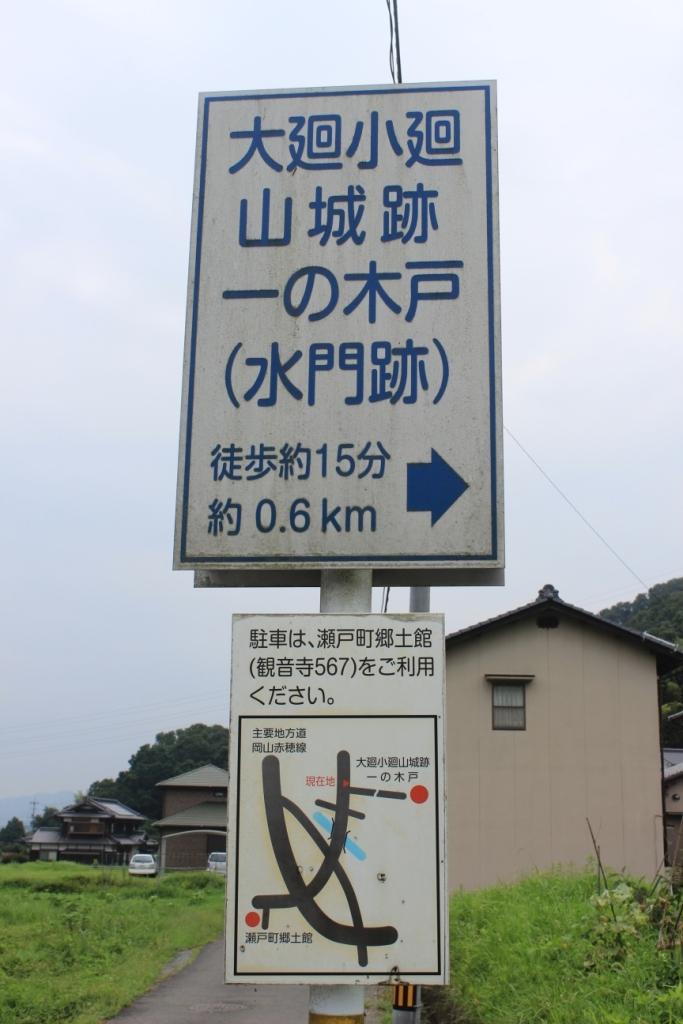 大廻小廻
山城跡
一の木戸
(水門跡)
徒歩約15分
約 0.6km
駐車は、瀬戸町郷土館
(観音寺567)をご利用
ください。
主要地方道
岡山赤穂線
大廻小廻山城跡
一の木戸
現在地
瀬戸町郷土館